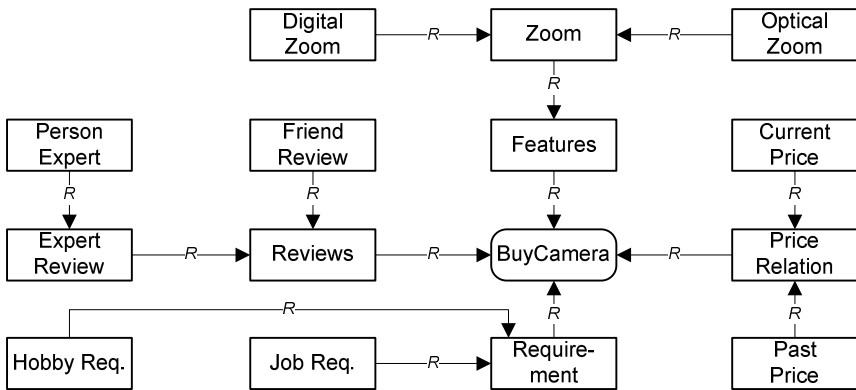 Digital
Zoom
R
Zoom
R
Optical
Zoom
R
Person
Expert
Friend
Review
Features
Current
Price
R
R
R
R
Expert
Review
R
Reviews
R
BuyCamera
R
Price
Relation
R
R
R
Hobby Req.
Job Req.
R
Require-
ment
Past
Price